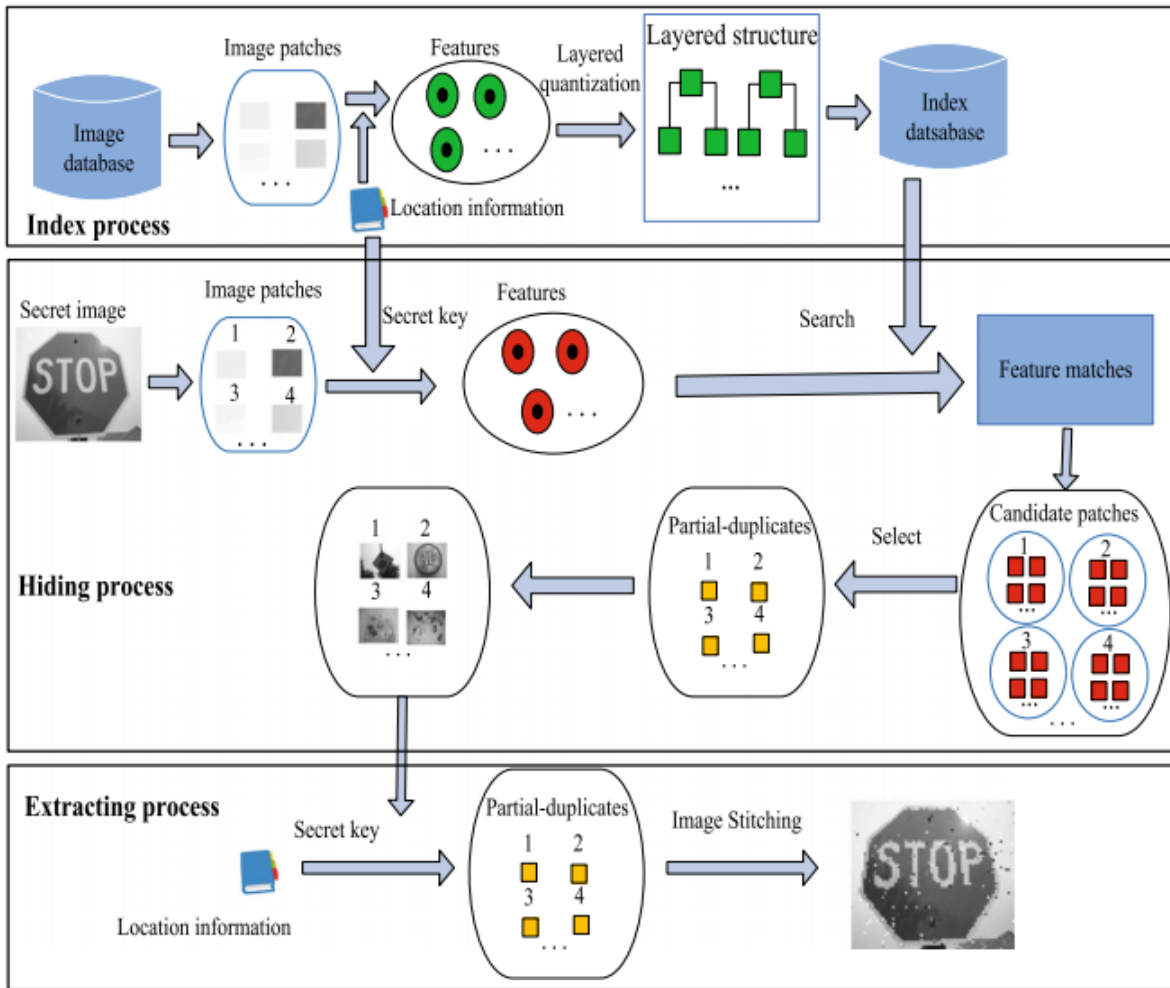 Image patches
Features
Layered
quantization
Layered structure
Image
database
Index
datsabase
. . .
. . .
...
Location information
Index process
Secret image
Image patches
Secret key
Features
Search
Feature matches
STOP
1 2
3 4
. . .
. . .
Candidate patches
1 2
... ...
3 4
... ...
. . .
Select
Partial-duplicates
1 2
3 4
. . .
1 2
3 4
. . .
Hiding process
Extracting process
Secret key
Location information
Partial-duplicates
1 2
3 4
. . .
Image Stitching
STOP